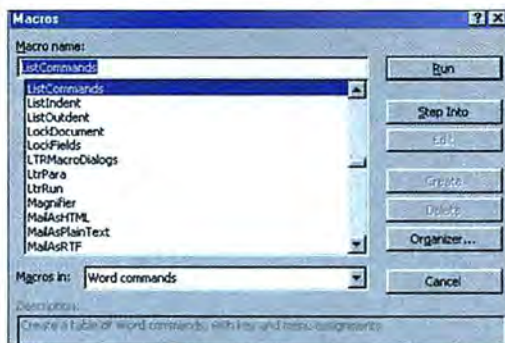 Macros
Macro name:
ListCommands
ListCommands
ListIndent
ListOutdent
LockDocument
LockFields
LTRMacroDialogs
LtrPara
LtrRun
Magnifier
MailAsHTML
MailAsPlainText
MailAsRTF
Macros in: Word commands
Description:
Create a table of Word commands, with key and menu assignments
Run
Step Into
Edit
Create
Delete
Organizer...
Cancel